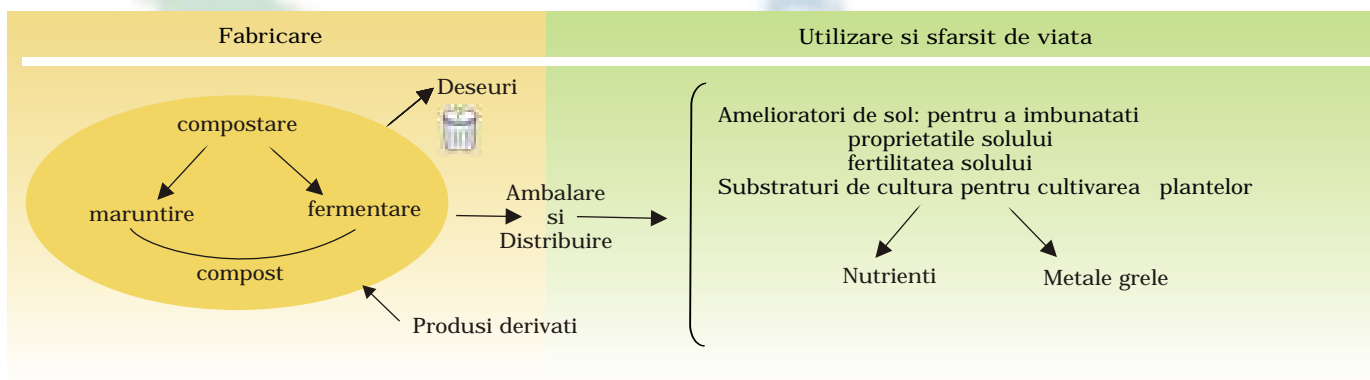 Fabricare
Utilizare si sfarsit de viata
Deseuri
compostare
maruntire
fermentare
compost
Produsi derivati
Ambalare
si
Distribuire
Amelioratori de sol: pentru a imbunatati
proprietatile solului
fertilitatea solului
Substraturi de cultura pentru cultivarea plantelor
Nutrienti
Metale grele